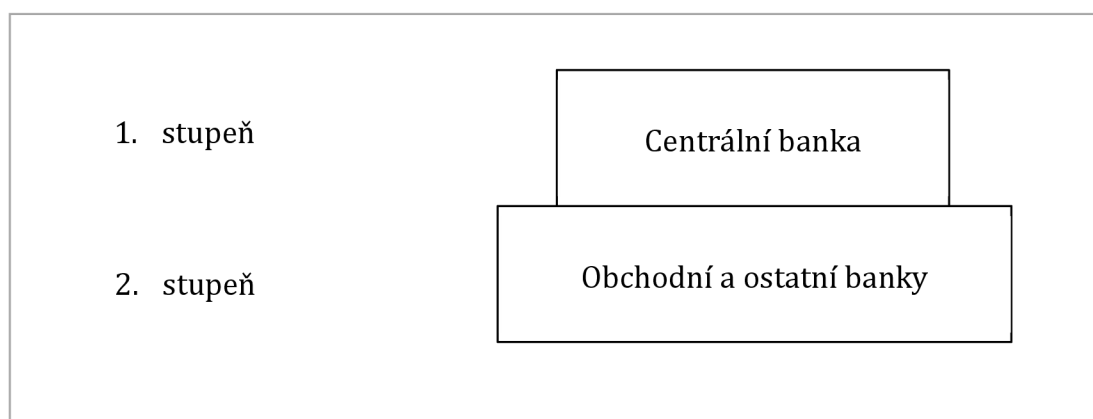 1. stupeň
Centrální banka
2. stupeň
Obchodní a ostatní banky